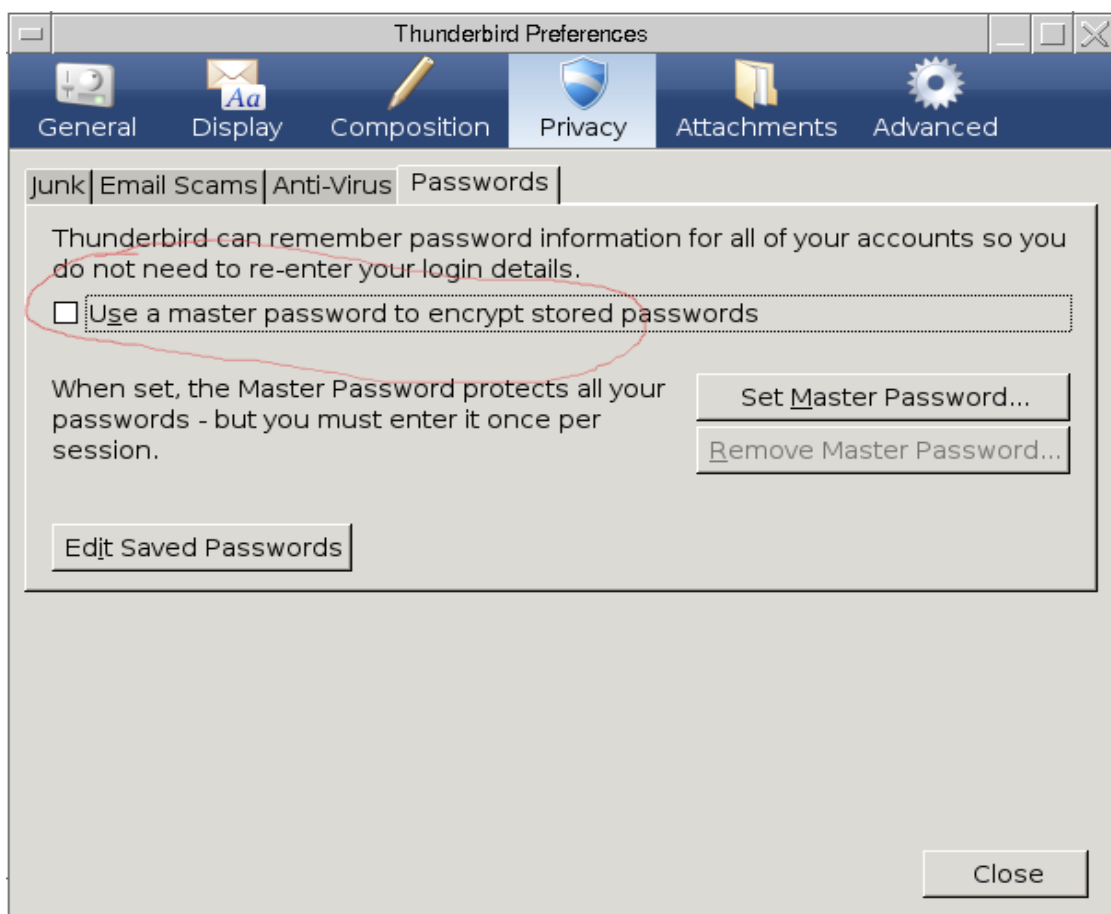 Thunderbird Preferences
Aa
General Display Composition Privacy Attachments Advanced
Junk Email Scams Anti-Virus Passwords
Thunderbird can remember password information for all of your accounts so you
do not need to re-enter your login details.
Use a master password to encrypt stored passwords
When set, the Master Password protects all your
passwords - but you must enter it once per
session.
Set Master Password...
Remove Master Password...
Edit Saved Passwords
Close